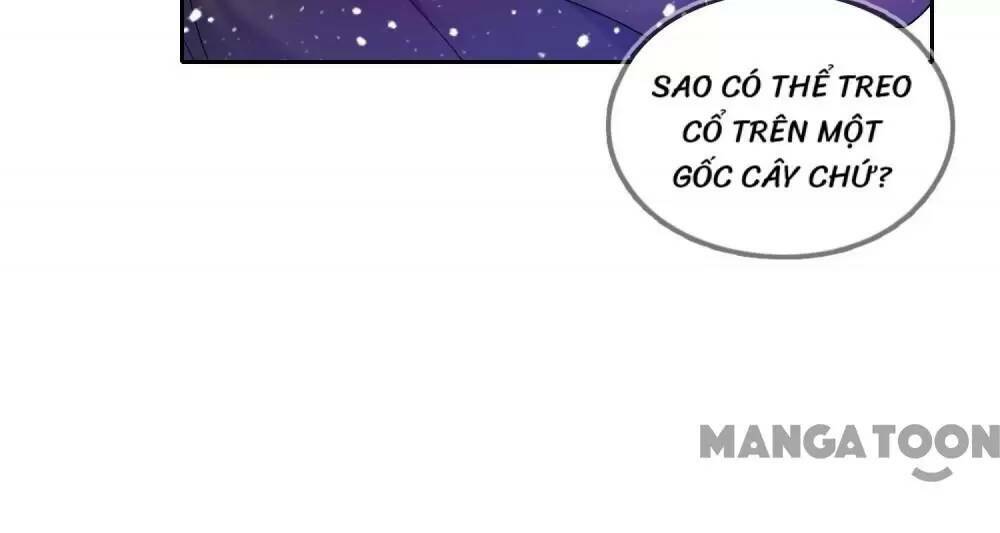 SAO CÓ THỂ TREO
CỔ TRÊN MỘT
GỐC CÂY CHỨ?
MANGATOON